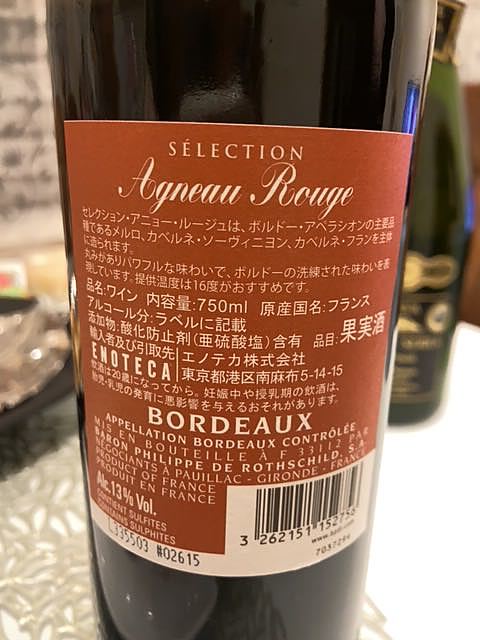 SÉLECTION
Agneau Rouge
セレクション・アニョー・ルージュは、ボルドー・アペラシオンの主要品
種であるメルロ、カベルネ・ソーヴィニヨン、カベルネ・フランを主体
に造られます。
丸みがありパワフルな味わいで、ボルドーの洗練された味わいを表
現しています。提供温度は16度がおすすめです。
品名:ワイン 内容量:750ml 原産国名:フランス
アルコール分:ラベルに記載
添加物:酸化防止剤(亜硫酸塩)含有 品目:果実酒
輸入者及び引取先 エノテカ株式会社
ENOTECA 東京都港区南麻布5-14-15
飲酒は20歳になってから。妊娠中や授乳期の飲酒は、
胎児・乳児の発育に悪影響を与えるおそれがあります。
BORDEAUX
APPELLATION BORDEAUX CONTRÔLÉE
MIS EN BOUTEILLE À F 33112 PAR
BARON PHILIPPE DE ROTHSCHILD, S.A.
NÉGOCIANTS À PAUILLAC - GIRONDE - FRANCE
PRODUCT OF FRANCE
PRODUIT EN FRANCE
Alc.13% Vol.
CONTIENT SULFITES
CONTAINS SULPHITES
L335503 #02615
3 262151 152756